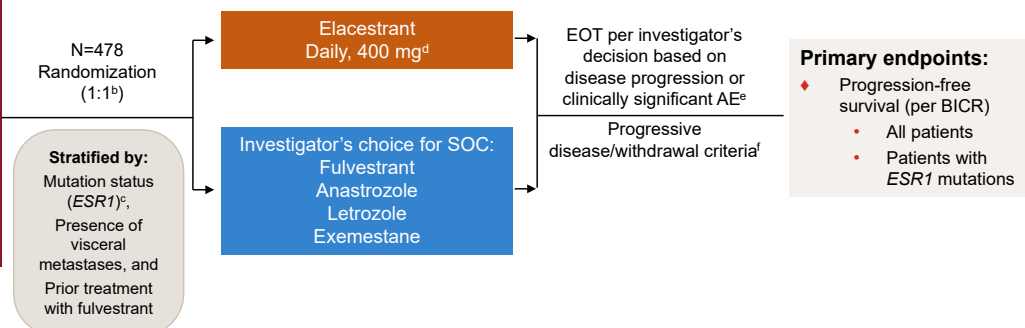 N=478
Randomization
(1:1ᵇ)
Stratified by:
Mutation status
(ESR1)ᶜ,
Presence of
visceral
metastases, and
Prior treatment
with fulvestrant
Elacestrant
Daily, 400 mgᵈ
Investigator’s choice for SOC:
Fulvestrant
Anastrozole
Letrozole
Exemestane
EOT per investigator’s
decision based on
disease progression or
clinically significant AEᵉ
Progressive
disease/withdrawal criteriaᶠ
Primary endpoints:
♦ Progression-free
survival (per BICR)
• All patients
• Patients with
ESR1 mutations